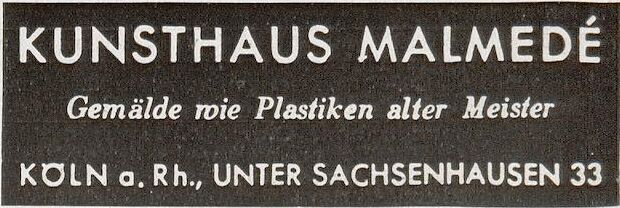 KUNSTHAUS MALMEDÉ
Gemälde wie Plastiken alter Meister
KÖLN a. Rh., UNTER SACHSENHAUSEN 33